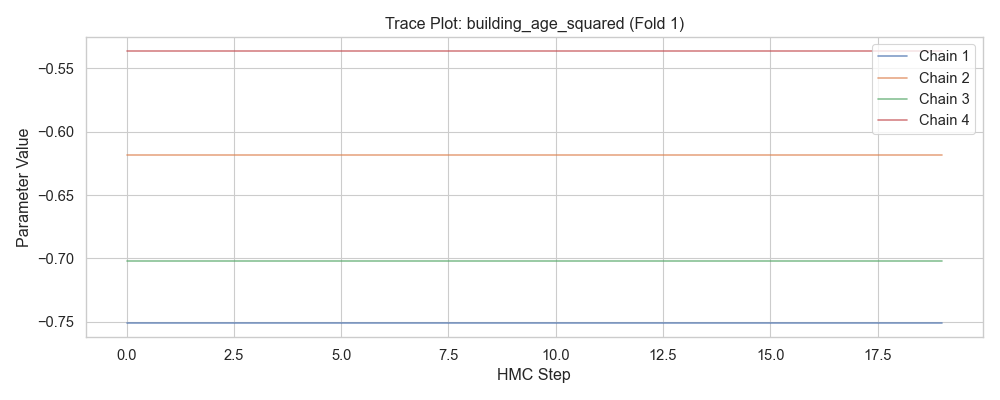 Trace Plot: building_age_squared (Fold 1)
Parameter Value
−0.55
−0.60
−0.65
−0.70
−0.75
Chain 1
Chain 2
Chain 3
Chain 4
0.0 2.5 5.0 7.5 10.0 12.5 15.0 17.5
HMC Step